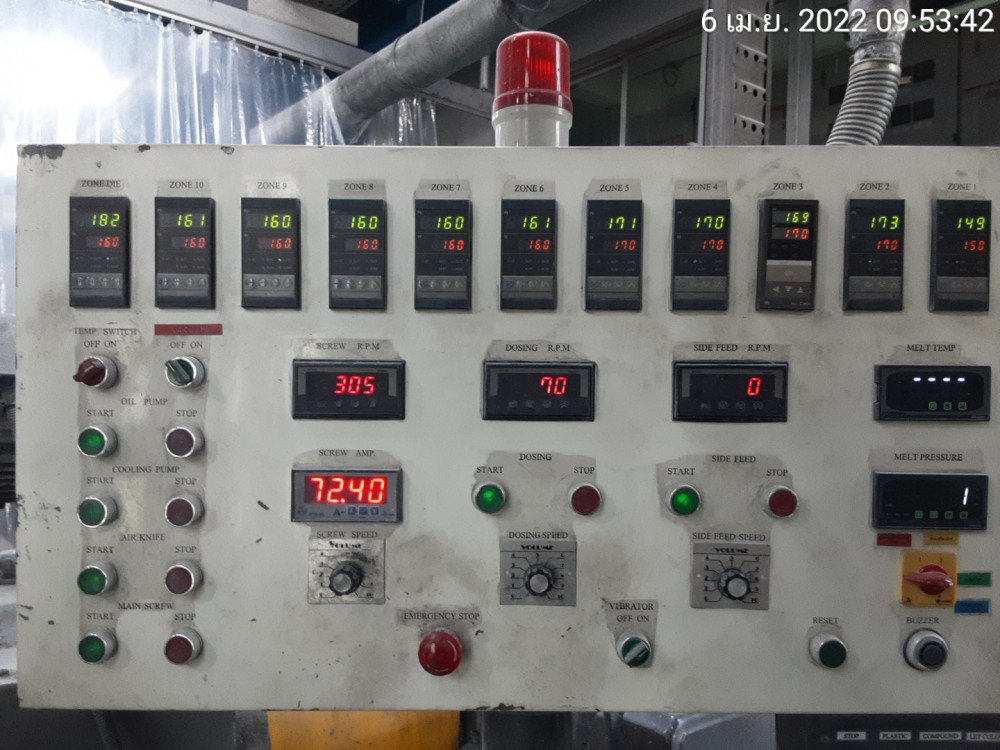 6 เม.ย. 2022 09:53:42
ZONE DIE ZONE 10 ZONE 9 ZONE 8 ZONE 7 ZONE 6 ZONE 5 ZONE 4 ZONE 3 ZONE 2 ZONE 1
182 161 160 160 160 161 171 170 169 173 149
160 160 160 160 160 160 170 170 170 170 150
TEMP. SWITCH
OFF ON OFF ON
SCREW R.P.M DOSING R.P.M SIDE FEED R.P.M MELT TEMP
305 70 0 ----
OIL PUMP
START STOP
SCREW AMP. DOSING SIDE FEED MELT PRESSURE
START STOP START STOP
72.40 1
A
COOLING PUMP
START STOP
SCREW SPEED DOSING SPEED SIDE FEED SPEED
VOLUME VOLUME VOLUME
AIR KNIFE
START STOP
MAIN SCREW
START STOP
EMERGENCY STOP
VIBRATOR
OFF ON
RESET BUZZER
STOP PLASTIC COMPOUND